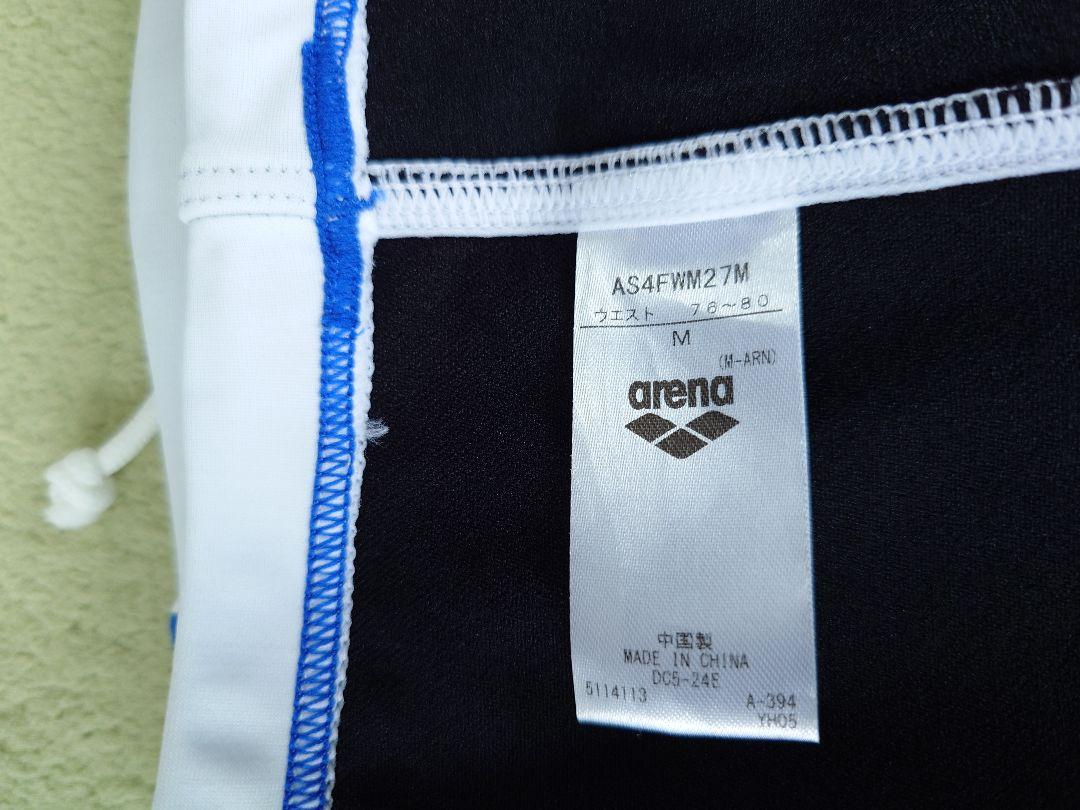 AS4FWM27M
ウエスト 76～80
M
(M-ARN)
arena
中国製
MADE IN CHINA
DC5-24E
5114113 A-394
YH05